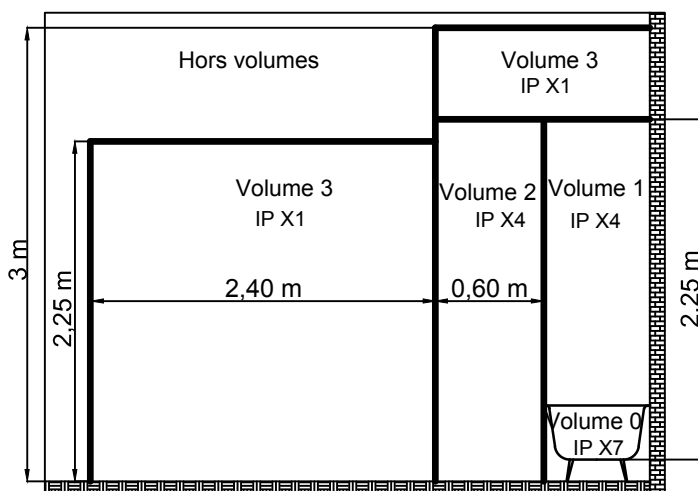 Hors volumes
Volume 3
IP X1
Volume 3
IP X1
Volume 2
IP X4
Volume 1
IP X4
3 m
2,25 m
2,40 m
0,60 m
2,25 m
Volume 0
IP X7